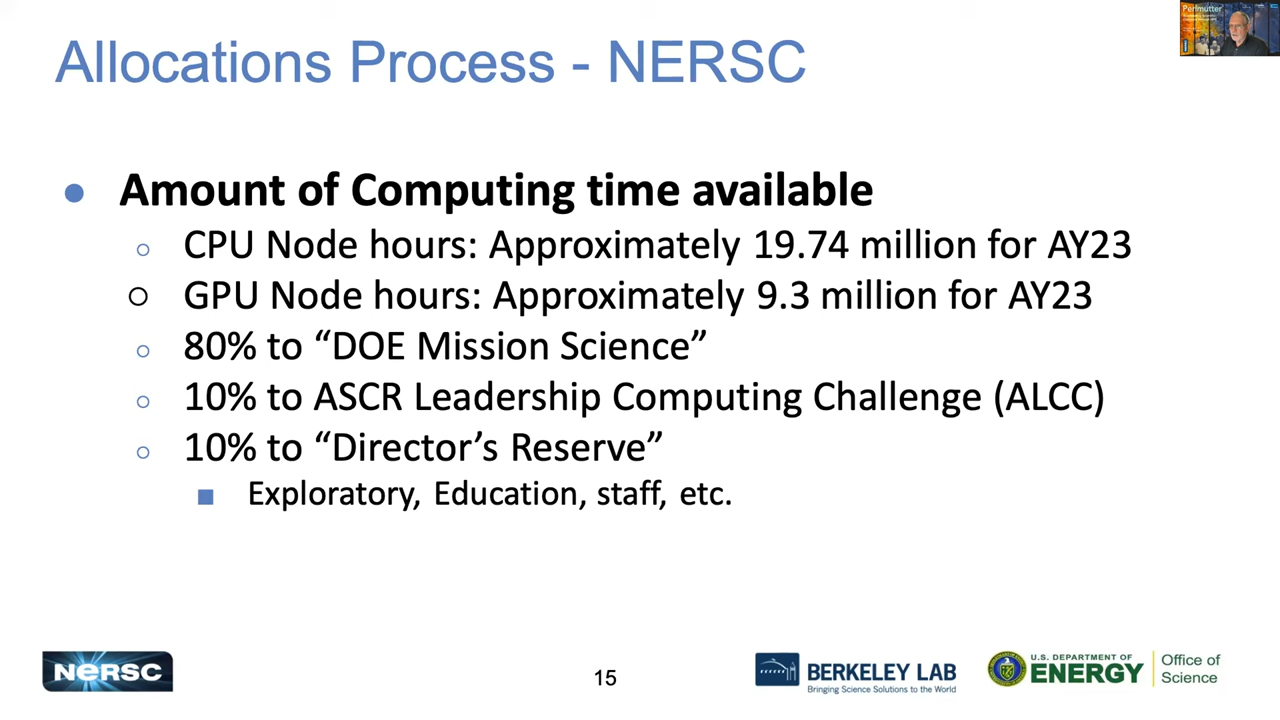 Perlmutter
Allocations Process - NERSC
● Amount of Computing time available
○ CPU Node hours: Approximately 19.74 million for AY23
○ GPU Node hours: Approximately 9.3 million for AY23
○ 80% to “DOE Mission Science”
○ 10% to ASCR Leadership Computing Challenge (ALCC)
○ 10% to “Director’s Reserve”
■ Exploratory, Education, staff, etc.
NERSC
15
BERKELEY LAB
Bringing Science Solutions to the World
U.S. DEPARTMENT OF
ENERGY
Office of
Science